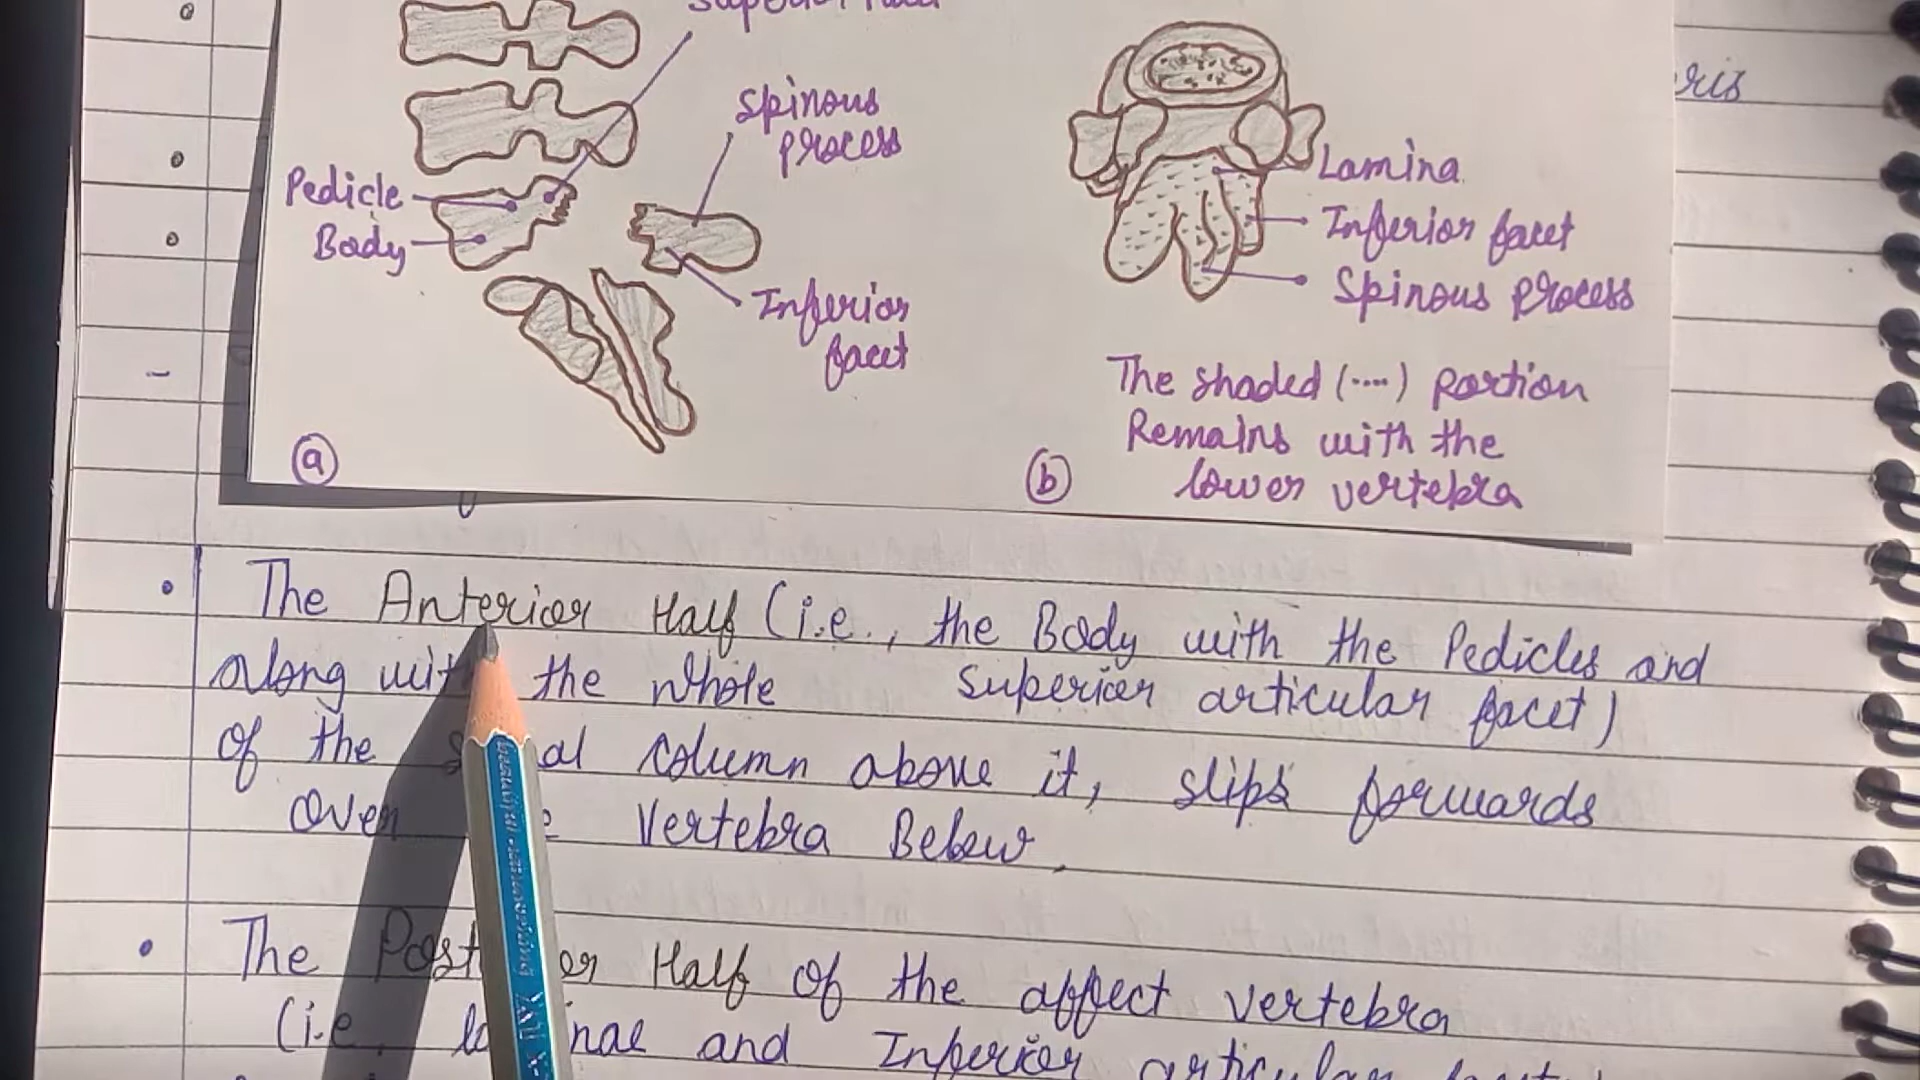 Spinous
process
Pedicle
Body
Inferior
facet
a
Lamina
Inferior facet
Spinous process
The shaded (····) portion
Remains with the
lower vertebra
b
The Anterior Half (i.e., the Body with the Pedicles and
along with the whole superior articular facet)
of the column above it, slips forwards
over Vertebra Below.
The Half of the affect vertebra
(i.e. and Inferior articular